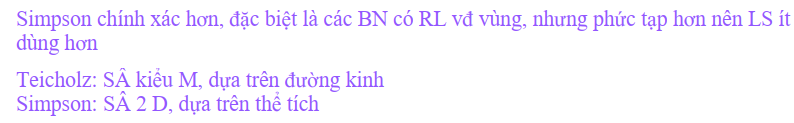 Simpson chính xác hơn, đặc biệt là các BN có RL vđ vùng, nhưng phức tạp hơn nên LS ít
dùng hơn
Teicholz: SÂ kiểu M, dựa trên đường kinh
Simpson: SÂ 2 D, dựa trên thể tích